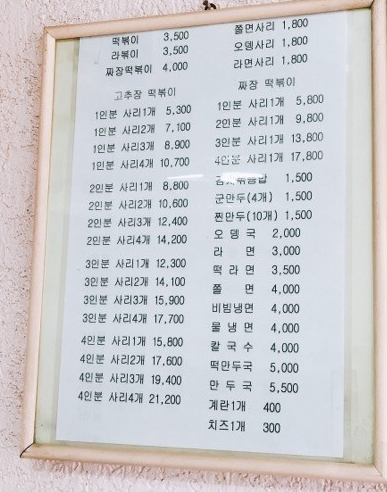 떡볶이 3,500
라볶이 3,500
짜장떡볶이 4,000
고추장 떡볶이
1인분 사리1개 5,300
1인분 사리2개 7,100
1인분 사리3개 8,900
1인분 사리4개 10,700
2인분 사리1개 8,800
2인분 사리2개 10,600
2인분 사리3개 12,400
2인분 사리4개 14,200
3인분 사리1개 12,300
3인분 사리2개 14,100
3인분 사리3개 15,900
3인분 사리4개 17,700
4인분 사리1개 15,800
4인분 사리2개 17,600
4인분 사리3개 19,400
4인분 사리4개 21,200
쫄면사리 1,800
오뎅사리 1,800
라면사리 1,800
짜장 떡볶이
1인분 사리1개 5,800
2인분 사리1개 9,800
3인분 사리1개 13,800
4인분 사리1개 17,800
1,500
군만두(4개) 1,500
찐만두(10개) 1,500
오 뎅 국 2,000
라 면 3,000
떡 라 면 3,500
쫄 면 4,000
비빔냉면 4,000
물 냉 면 4,000
칼 국 수 4,000
떡만두국 5,000
만 두 국 5,500
계란1개 400
치즈1개 300